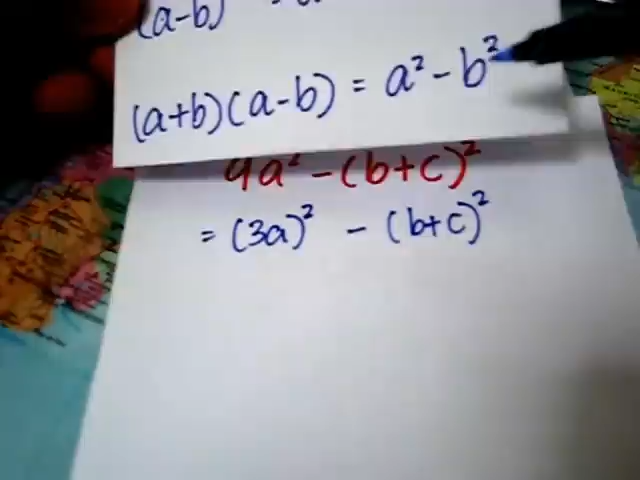 (a-b)
(a+b)(a-b) = a² - b²
9a² - (b+c)²
= (3a)² - (b+c)²